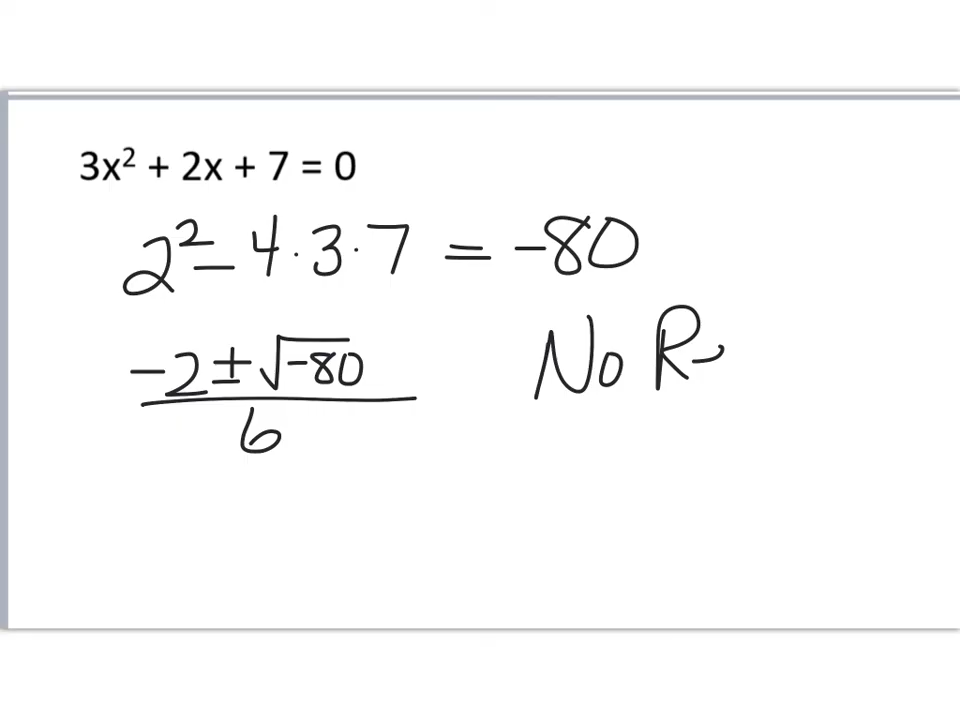 3x² + 2x + 7 = 0
2² - 4 · 3 · 7 = -80
-2 ± √-80
6
No R